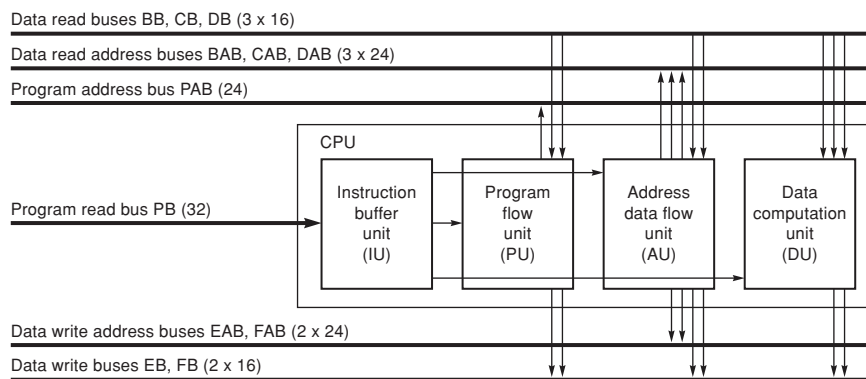 Data read buses BB, CB, DB (3 x 16)
Data read address buses BAB, CAB, DAB (3 x 24)
Program address bus PAB (24)
CPU
Instruction
buffer
unit
(IU)
Program
flow
unit
(PU)
Address
data flow
unit
(AU)
Data
computation
unit
(DU)
Program read bus PB (32)
Data write address buses EAB, FAB (2 x 24)
Data write buses EB, FB (2 x 16)